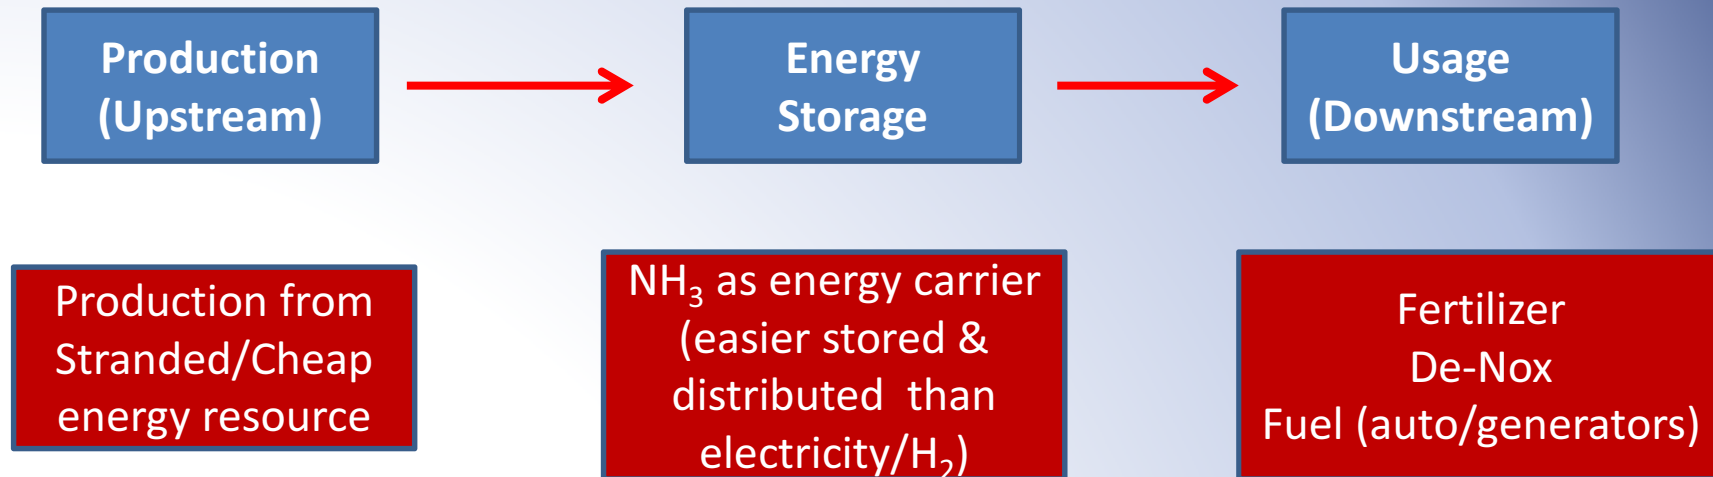 Production
(Upstream)
Energy
Storage
Usage
(Downstream)
Production from
Stranded/Cheap
energy resource
NH₃ as energy carrier
(easier stored &
distributed than
electricity/H₂)
Fertilizer
De-Nox
Fuel (auto/generators)